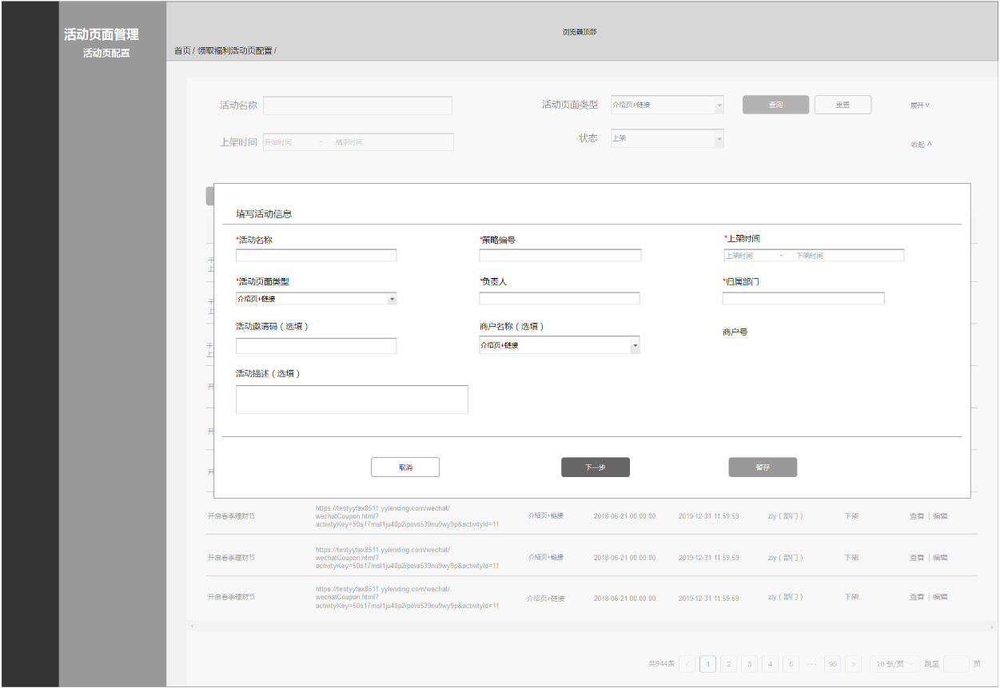 活动页面管理
活动页配置
浏览器顶部
首页 / 领取福利活动页配置 /
活动名称
活动页面类型 介绍页+链接 查询 重置 展开∨
上架时间 开始时间 ~ 结束时间
状态 上架 收起 ^
填写活动信息
*活动名称 *策略编号 *上架时间
上架时间 ~ 下架时间
*活动页面类型 *负责人 *归属部门
介绍页+链接
活动邀请码（选填） 商户名称（选填） 商户号
介绍页+链接
活动描述（选填）
取消 下一步 暂存
干
上
干
上
干
上
开
开
开
开启春季理财节 https://testyyfax8511.yylending.com/wechat/
wechatCoupon.html?
activityKey=50s17msl1ju40p2ipovs539nu9wy9p&activityId=11 介绍页+链接 2018-06-21 00:00:00 2019-12-31 11:59:59 zly（部门） 下架 查看 | 编辑
开启春季理财节 https://testyyfax8511.yylending.com/wechat/
wechatCoupon.html?
activityKey=50s17msl1ju40p2ipovs539nu9wy9p&activityId=11 介绍页+链接 2018-06-21 00:00:00 2019-12-31 11:59:59 zly（部门） 下架 查看 | 编辑
开启春季理财节 https://testyyfax8511.yylending.com/wechat/
wechatCoupon.html?
activityKey=50s17msl1ju40p2ipovs539nu9wy9p&activityId=11 介绍页+链接 2018-06-21 00:00:00 2019-12-31 11:59:59 zly（部门） 下架 查看 | 编辑
共944条 < 1 2 3 4 5 ··· 95 > 10 条/页 跳至 页